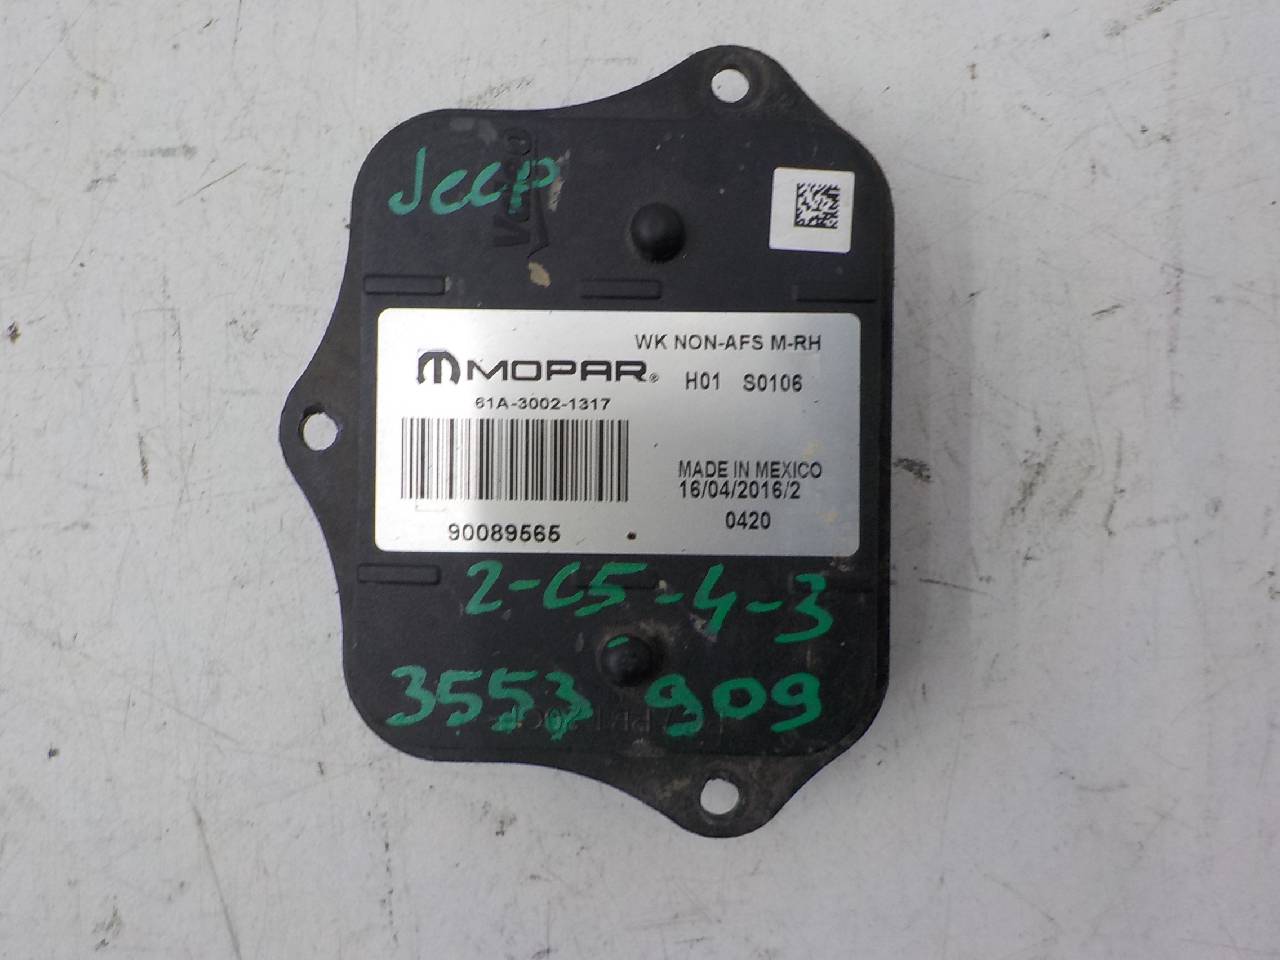 Jeep
Valeo
WK NON-AFS M-RH
MOPAR®
H01 S0106
61A-3002-1317
MADE IN MEXICO
16/04/2016/2
90089565
0420
2-C5-4-3
3553 909